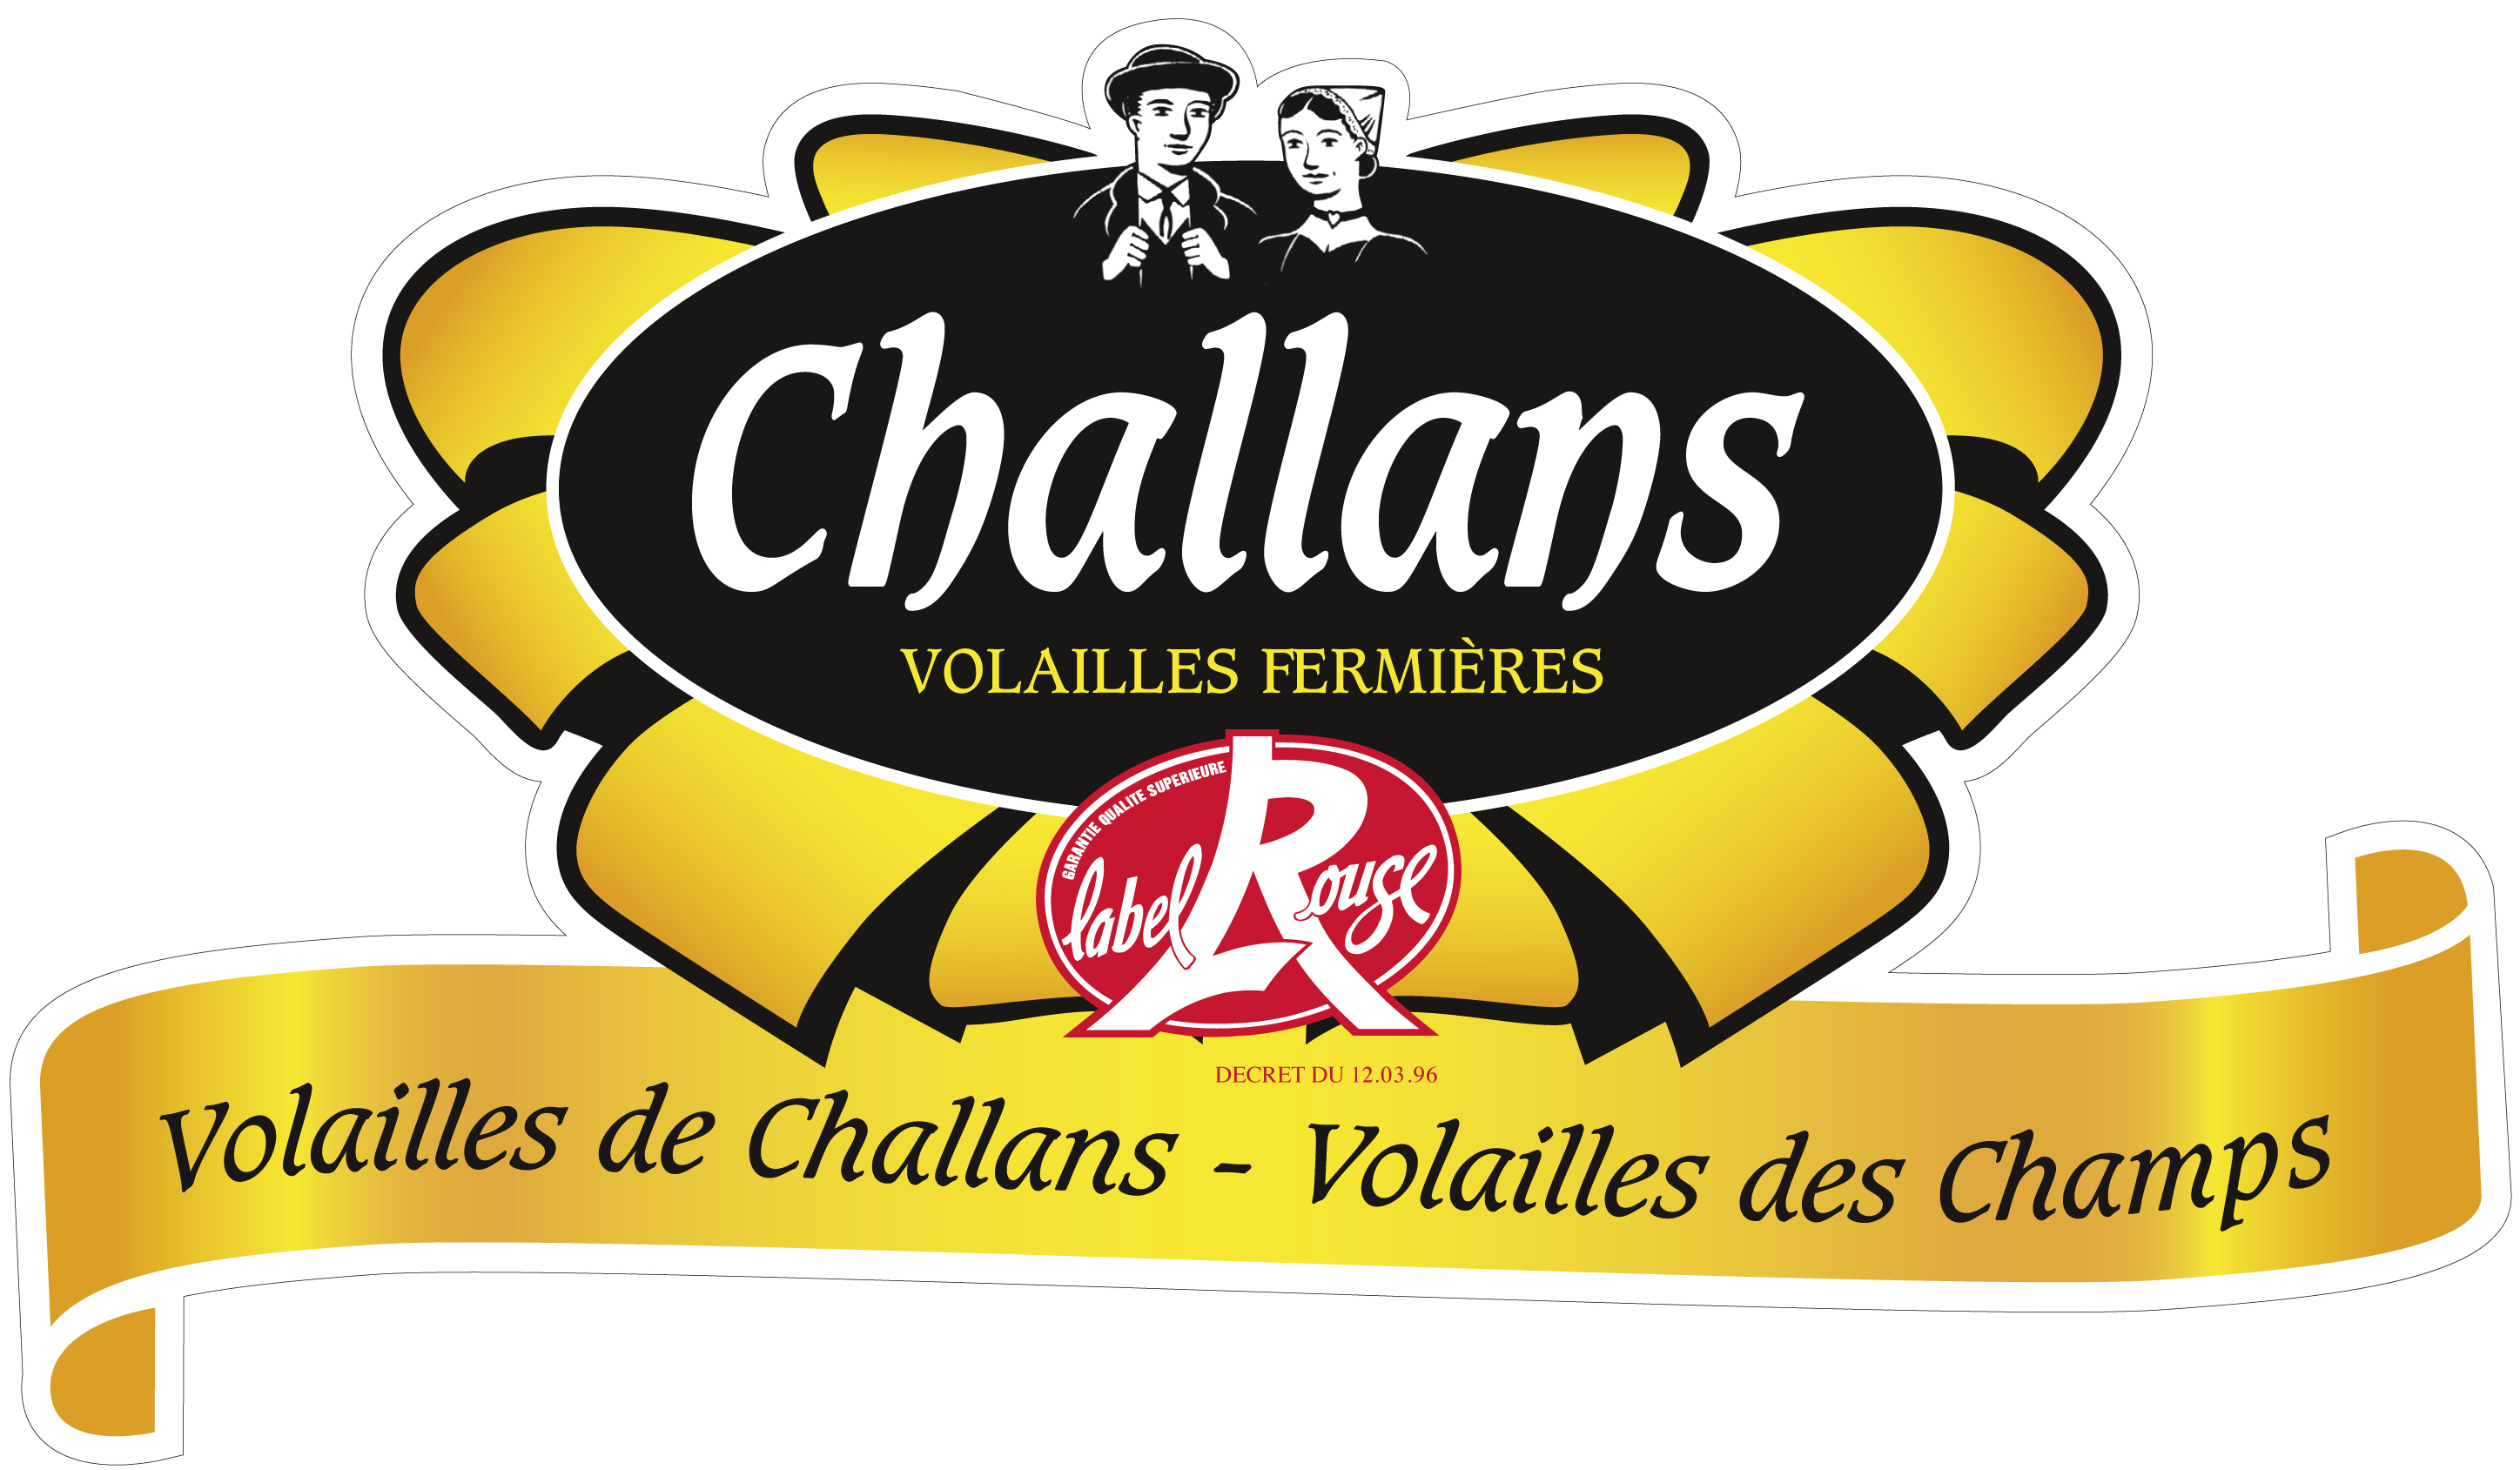 Challans
VOLAILLES FERMIÈRES
GARANTIE QUALITE SUPERIEURE
label Rouge
DECRET DU 12.03.96
Volailles de Challans - Volailles des Champs